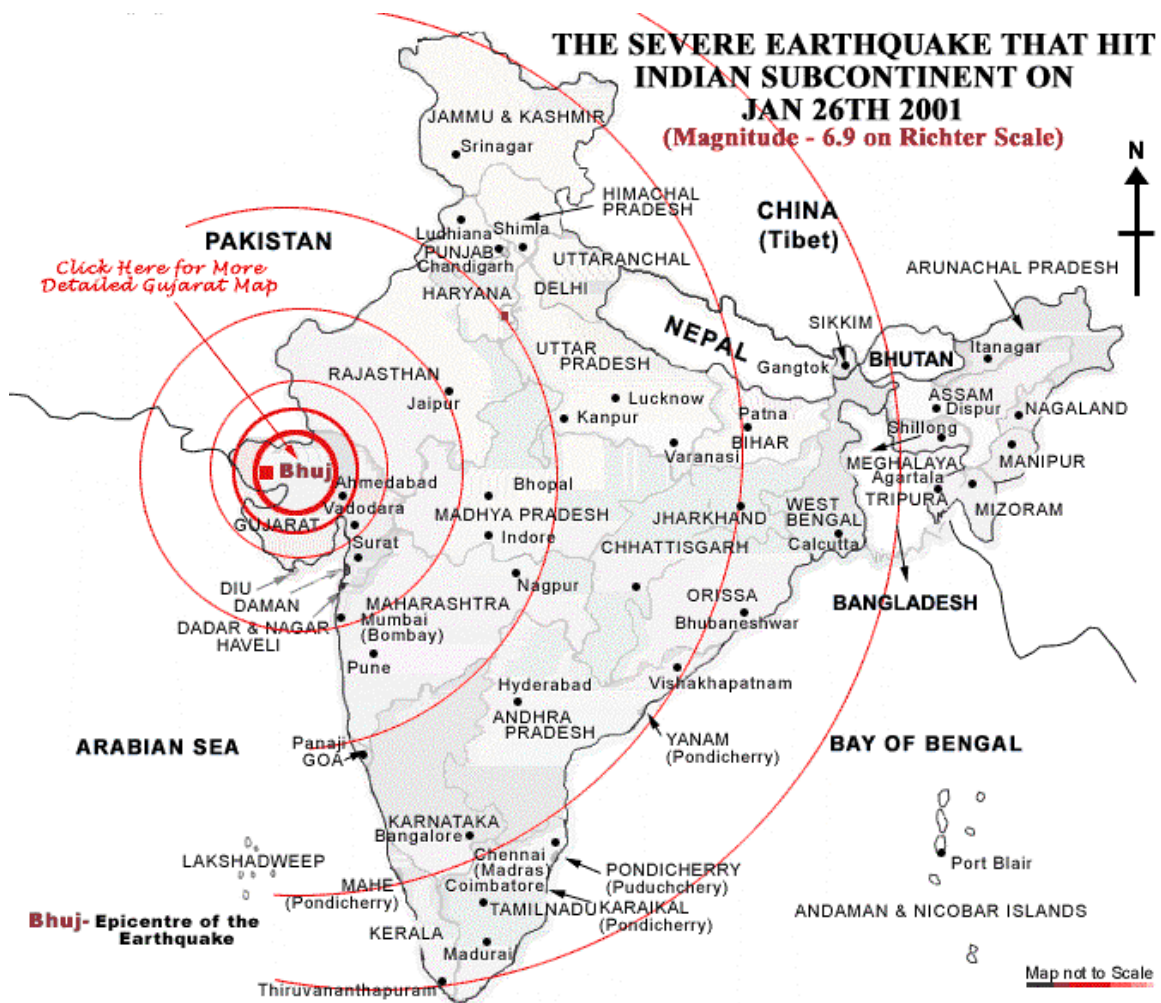 THE SEVERE EARTHQUAKE THAT HIT
INDIAN SUBCONTINENT ON
JAN 26TH 2001
(Magnitude - 6.9 on Richter Scale)
JAMMU & KASHMIR
Srinagar
N
HIMACHAL
PRADESH
CHINA
(Tibet)
PAKISTAN
Ludhiana
Shimla
PUNJAB
Chandigarh
UTTARANCHAL
ARUNACHAL PRADESH
Click Here for More
Detailed Gujarat Map
HARYANA
DELHI
NEPAL
SIKKIM
Gangtok
BHUTAN
Itanagar
UTTAR
PRADESH
RAJASTHAN
Jaipur
Lucknow
Kanpur
Patna
BIHAR
Varanasi
ASSAM
Dispur
NAGALAND
Shillong
MEGHALAYA
MANIPUR
Agartala
TRIPURA
MIZORAM
Bhuj
Ahmedabad
Vadodara
GUJARAT
Surat
Bhopal
MADHYA PRADESH
Indore
JHARKHAND
WEST
BENGAL
Calcutta
CHHATTISGARH
DIU
DAMAN
DADAR & NAGAR
HAVELI
Nagpur
MAHARASHTRA
Mumbai
(Bombay)
Pune
ORISSA
Bhubaneshwar
BANGLADESH
Hyderabad
ANDHRA
PRADESH
Vishakhapatnam
YANAM
(Pondicherry)
ARABIAN SEA
Panaji
GOA
BAY OF BENGAL
KARNATAKA
Bangalore
LAKSHADWEEP
MAHE
(Pondicherry)
Chennai
(Madras)
Coimbatore
PONDICHERRY
(Puduchchery)
Port Blair
TAMILNADU
KARAIKAL
(Pondicherry)
ANDAMAN & NICOBAR ISLANDS
Bhuj- Epicentre of the
Earthquake
KERALA
Madurai
Thiruvananthapuram
Map not to Scale